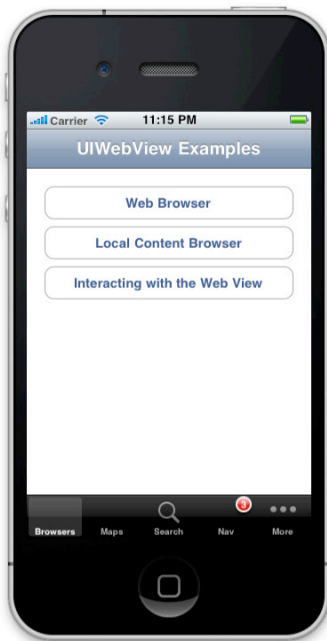 Carrier 11:15 PM
UIWebView Examples
Web Browser
Local Content Browser
Interacting with the Web View
3
Browsers Maps Search Nav More